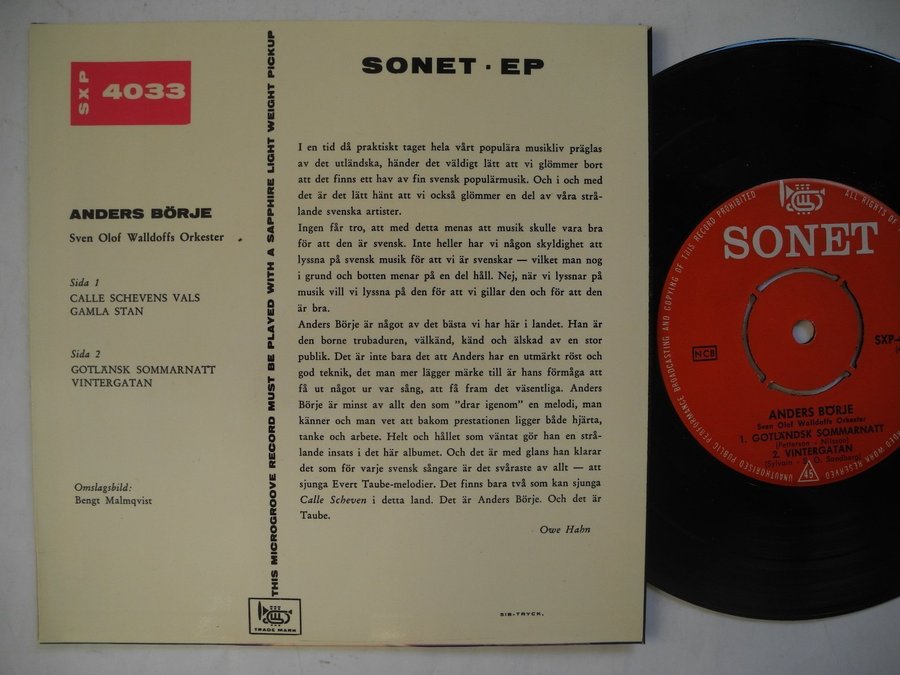 SXP 4033
ANDERS BÖRJE
Sven Olof Walldoffs Orkester
Sida 1
CALLE SCHEVENS VALS
GAMLA STAN
Sida 2
GOTLÄNSK SOMMARNATT
VINTERGATAN
Omslagsbild:
Bengt Malmqvist
THIS MICROGROOVE RECORD MUST BE PLAYED WITH A SAPPHIRE LIGHT WEIGHT PICKUP
TRADE MARK
SONET · EP
I en tid då praktiskt taget hela vårt populära musikliv präglas
av det utländska, händer det väldigt lätt att vi glömmer bort
att det finns ett hav av fin svensk populärmusik. Och i och med
det är det lätt hänt att vi också glömmer en del av våra strå-
lande svenska artister.
Ingen får tro, att med detta menas att musik skulle vara bra
för att den är svensk. Inte heller har vi någon skyldighet att
lyssna på svensk musik för att vi är svenskar — vilket man nog
i grund och botten menar på en del håll. Nej, när vi lyssnar på
musik vill vi lyssna på den för att vi gillar den och för att den
är bra.
Anders Börje är något av det bästa vi har här i landet. Han är
den borne trubaduren, välkänd, känd och älskad av en stor
publik. Det är inte bara det att Anders har en utmärkt röst och
god teknik, det man mer lägger märke till är hans förmåga att
få ut något ur var sång, att få fram det väsentliga. Anders
Börje är minst av allt den som "drar igenom" en melodi, man
känner och man vet att bakom prestationen ligger både hjärta,
tanke och arbete. Helt och hållet som väntat gör han en strå-
lande insats i det här albumet. Och det är med glans han klarar
det som för varje svensk sångare är det svåraste av allt — att
sjunga Evert Taube-melodier. Det finns bara två som kan sjunga
Calle Scheven i detta land. Det är Anders Börje. Och det är
Taube.
Owe Hahn
SIB-TRYCK.
SONET
NCB
SXP-
ANDERS BÖRJE
Sven Olof Walldoffs Orkester
1. GOTLÄNDSK SOMMARNATT
(Petterson - Nilsson)
2. VINTERGATAN
(Sylvain - S. O. Sandberg)
45
UNAUTHORISED PUBLIC PERFORMANCE BROADCASTING AND COPYING OF THIS RECORD PROHIBITED
ALL RIGHTS OF
WORK RESERVED